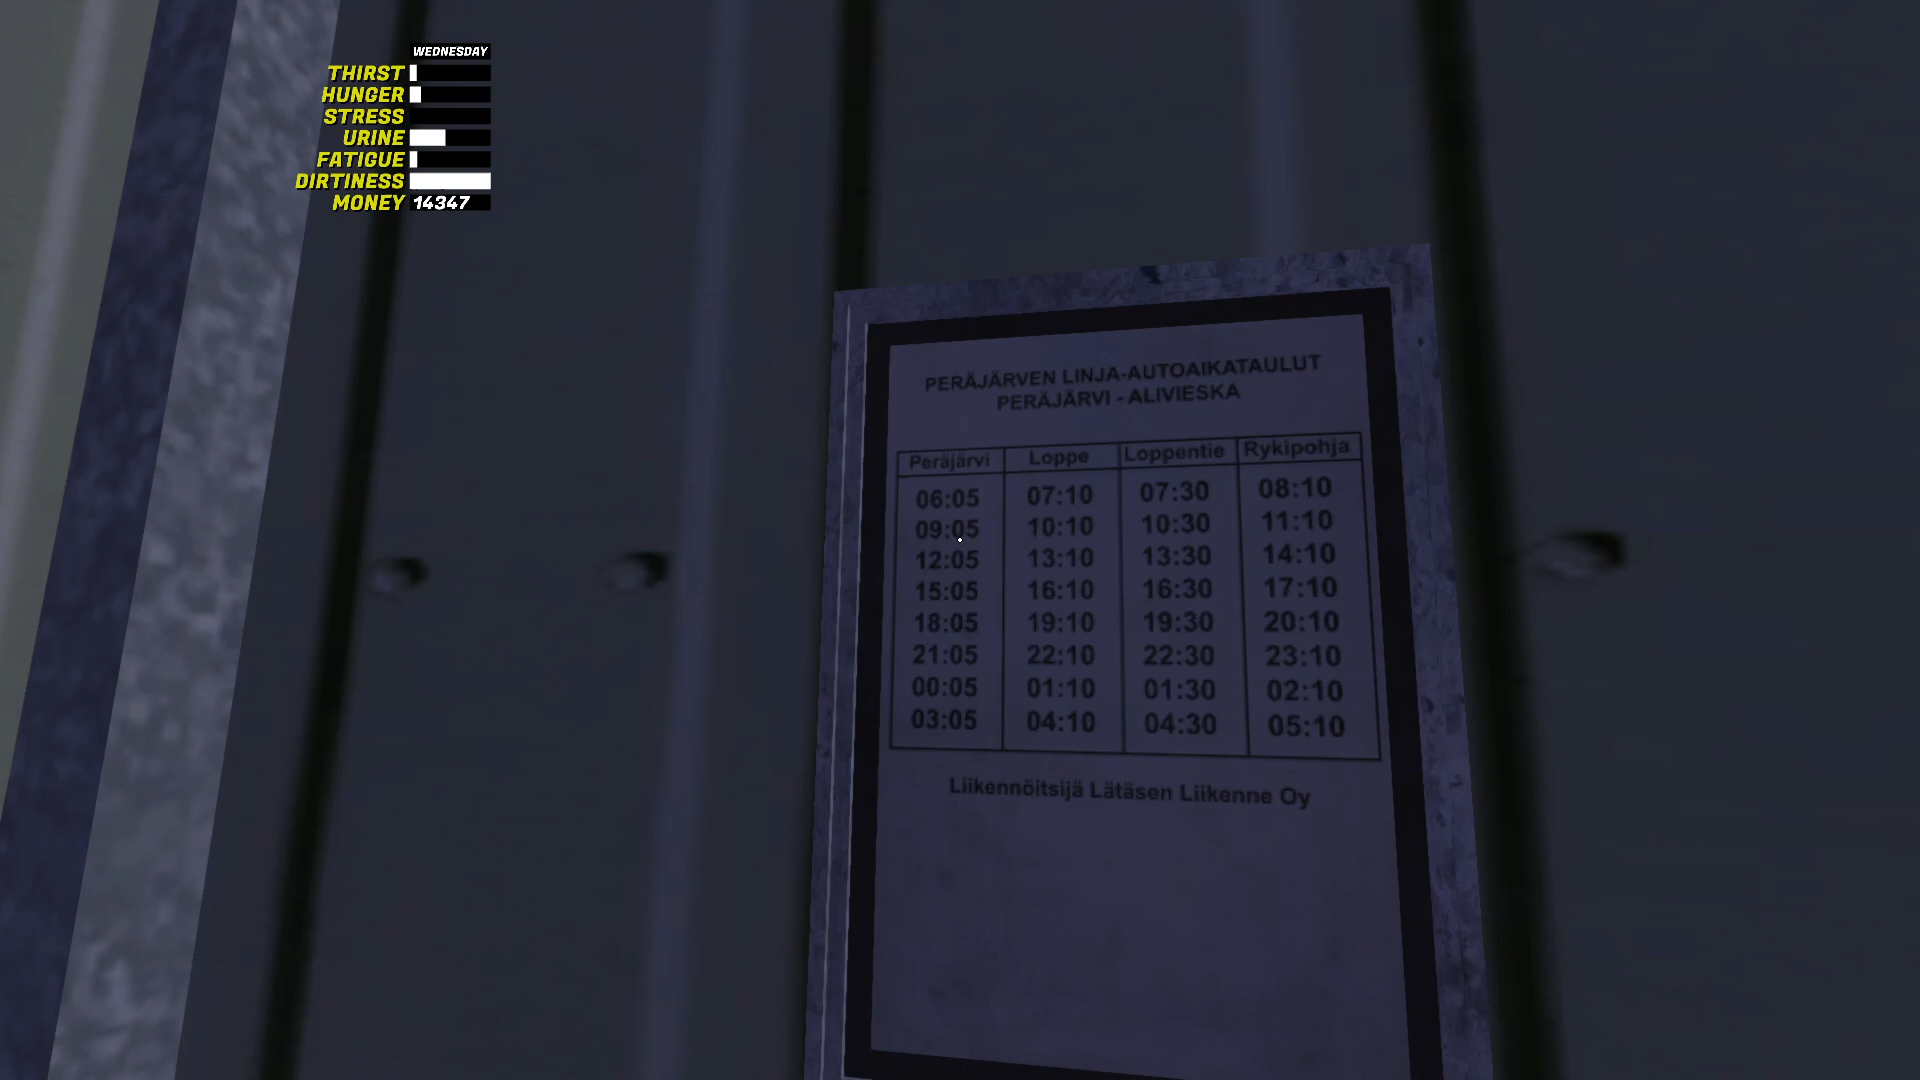 WEDNESDAY
THIRST
HUNGER
STRESS
URINE
FATIGUE
DIRTINESS
MONEY 14347
PERÄJÄRVEN LINJA-AUTOAIKATAULUT
PERÄJÄRVI - ALIVIESKA
Peräjärvi Loppe Loppentie Rykipohja
06:05 07:10 07:30 08:10
09:05 10:10 10:30 11:10
12:05 13:10 13:30 14:10
15:05 16:10 16:30 17:10
18:05 19:10 19:30 20:10
21:05 22:10 22:30 23:10
00:05 01:10 01:30 02:10
03:05 04:10 04:30 05:10
Liikennöitsijä Lätäsen Liikenne Oy